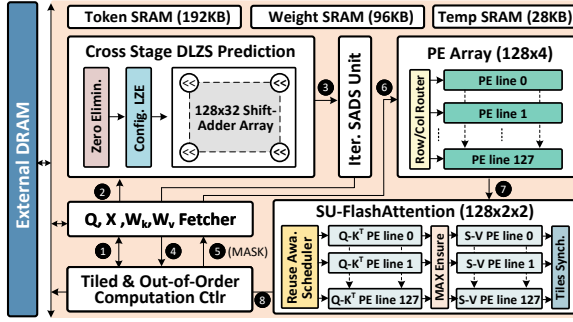 Token SRAM (192KB)
Weight SRAM (96KB)
Temp SRAM (28KB)
External DRAM
Cross Stage DLZS Prediction
Zero Elimin.
Config. LZE
<<
<<
128x32 Shift-
Adder Array
<<
<<
3
Iter. SADS Unit
6
PE Array (128x4)
Row/Col Router
PE line 0
PE line 1
PE line 127
2
7
Q, X ,Wk,Wv Fetcher
1
4
5 (MASK)
Tiled & Out-of-Order
Computation Ctlr
8
SU-FlashAttention (128x2x2)
Reuse Awa.
Scheduler
Q-KT PE line 0
Q-KT PE line 1
Q-KT PE line 127
MAX Ensure
S-V PE line 0
S-V PE line 1
S-V PE line 127
Tiles Synch.